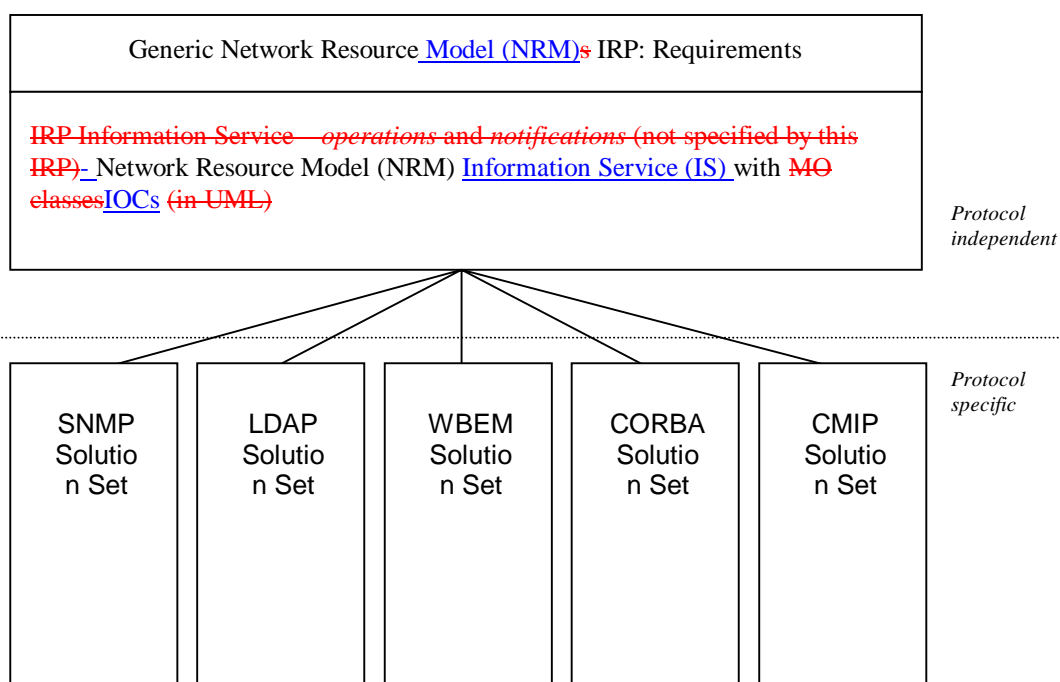 Generic Network Resource Model (NRM)s IRP: Requirements
IRP Information Service – operations and notifications (not specified by this
IRP)- Network Resource Model (NRM) Information Service (IS) with MO
classesIOCs (in UML)
Protocol
independent
Protocol
specific
SNMP
Solutio
n Set
LDAP
Solutio
n Set
WBEM
Solutio
n Set
CORBA
Solutio
n Set
CMIP
Solutio
n Set